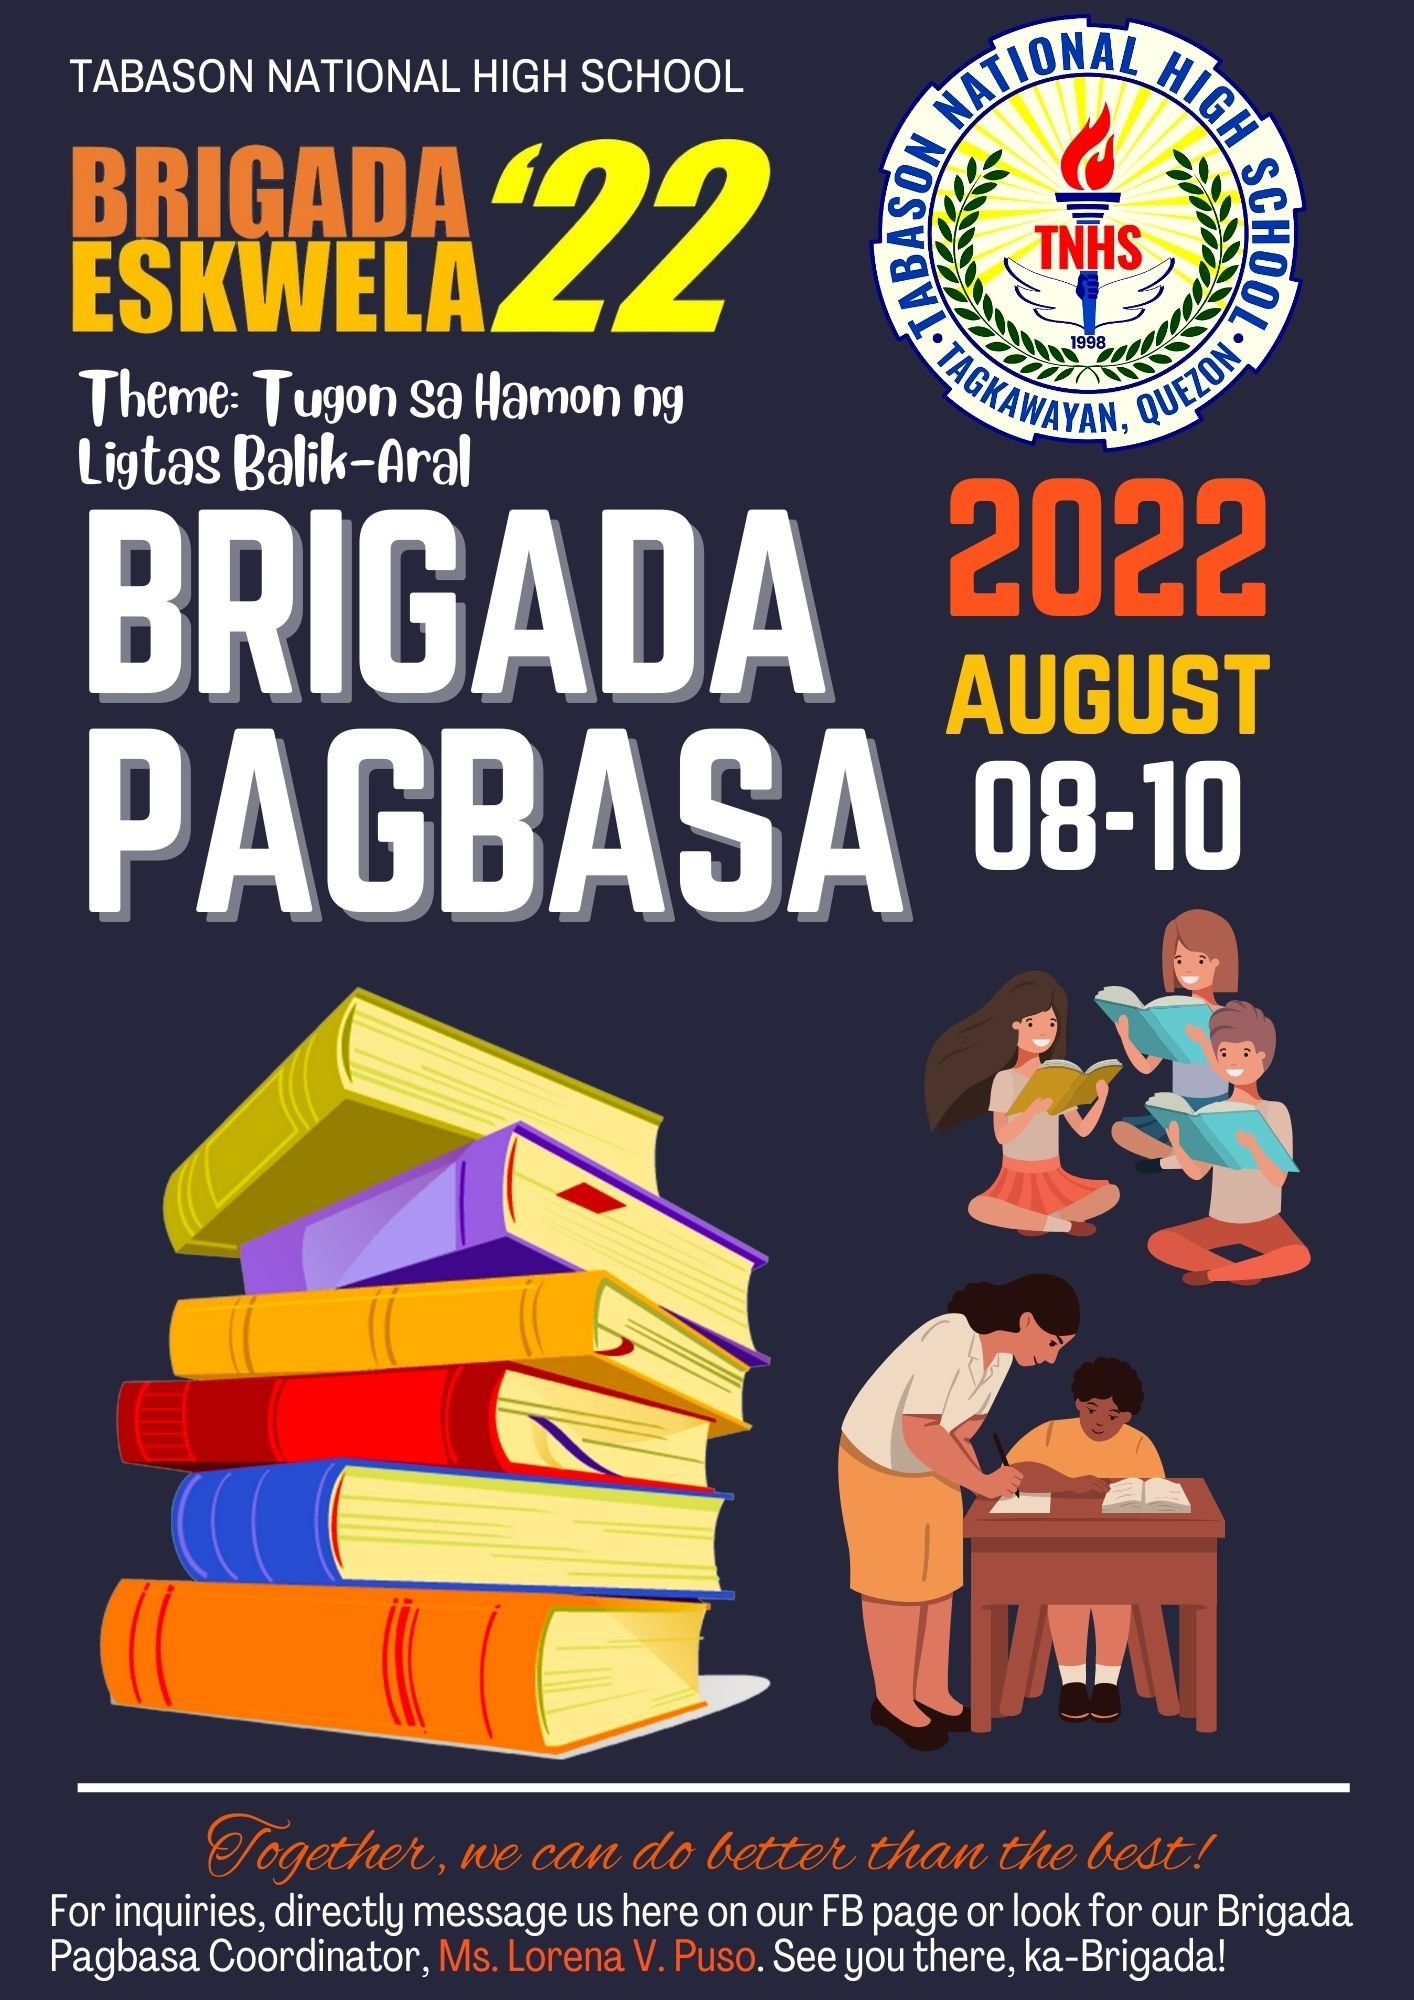 TABASON NATIONAL HIGH SCHOOL
BRIGADA
ESKWELA '22
Theme: Tugon sa Hamon ng
Ligtas Balik-Aral
BRIGADA
PAGBASA
TABASON NATIONAL HIGH SCHOOL
TNHS
1998
TAGKAWAYAN, QUEZON
2022
AUGUST
08-10
Together, we can do better than the best!
For inquiries, directly message us here on our FB page or look for our Brigada
Pagbasa Coordinator, Ms. Lorena V. Puso. See you there, ka-Brigada!